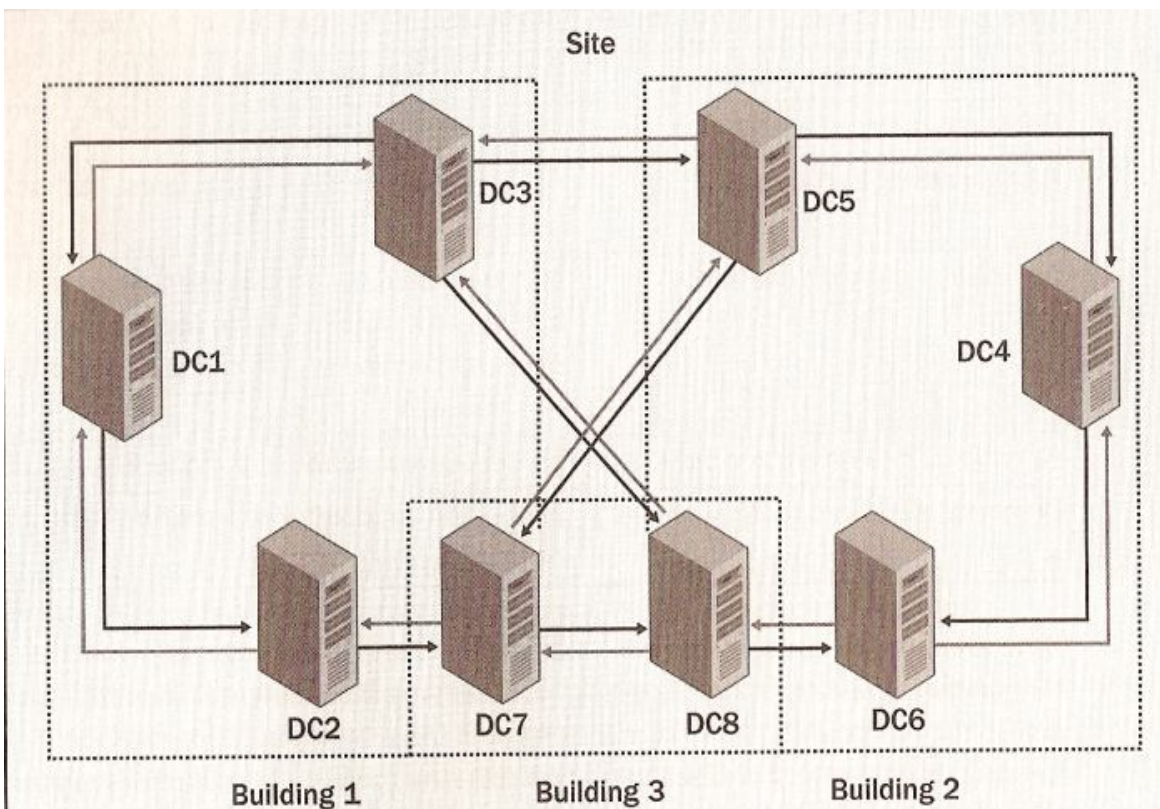 Site
DC3
DC5
DC1
DC4
DC2
DC7
DC8
DC6
Building 1
Building 3
Building 2